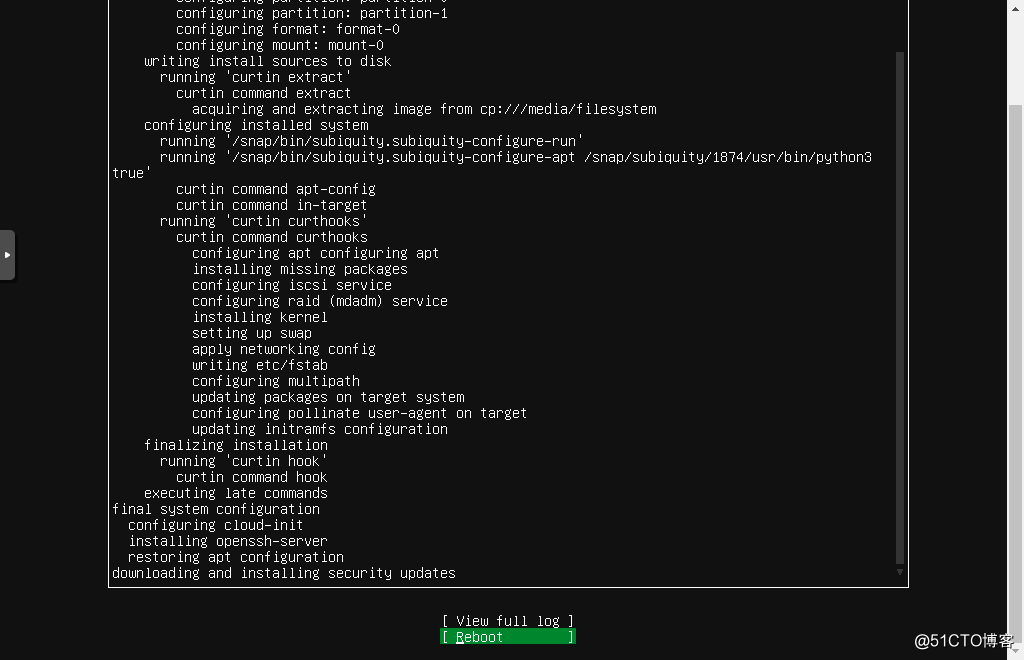 configuring partition: partition-0
configuring partition: partition-1
configuring format: format-0
configuring mount: mount-0
writing install sources to disk
running 'curtin extract'
curtin command extract
acquiring and extracting image from cp:///media/filesystem
configuring installed system
running '/snap/bin/subiquity.subiquity-configure-run'
running '/snap/bin/subiquity.subiquity-configure-apt /snap/subiquity/1874/usr/bin/python3
true'
curtin command apt-config
curtin command in-target
running 'curtin curthooks'
curtin command curthooks
configuring apt configuring apt
installing missing packages
configuring iscsi service
configuring raid (mdadm) service
installing kernel
setting up swap
apply networking config
writing etc/fstab
configuring multipath
updating packages on target system
configuring pollinate user-agent on target
updating initramfs configuration
finalizing installation
running 'curtin hook'
curtin command hook
executing late commands
final system configuration
configuring cloud-init
installing openssh-server
restoring apt configuration
downloading and installing security updates
[ View full log ]
[ Reboot ]
@51CTO博客